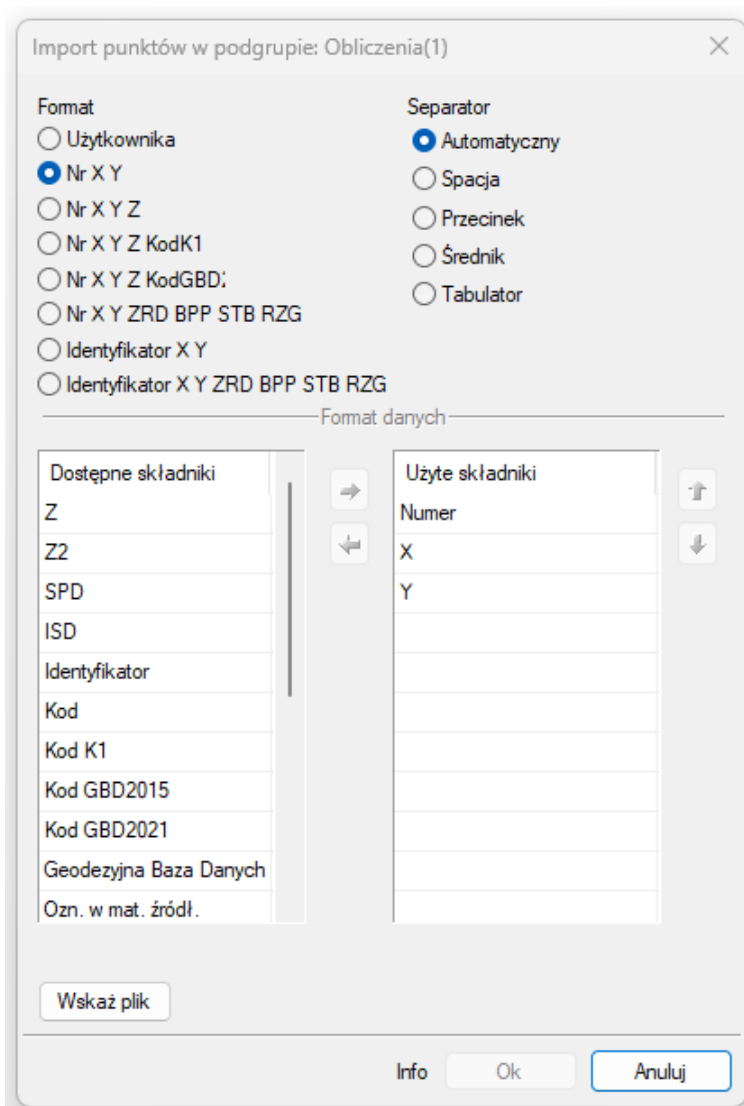 Import punktów w podgrupie: Obliczenia(1)
Format
Użytkownika
Nr X Y
Nr X Y Z
Nr X Y Z KodK1
Nr X Y Z KodGBD2
Nr X Y ZRD BPP STB RZG
Identyfikator X Y
Identyfikator X Y ZRD BPP STB RZG
Separator
Automatyczny
Spacja
Przecinek
Średnik
Tabulator
Format danych
Dostępne składniki
Z
Z2
SPD
ISD
Identyfikator
Kod
Kod K1
Kod GBD2015
Kod GBD2021
Geodezyjna Baza Danych
Ozn. w mat. źródł.
Użyte składniki
Numer
X
Y
Wskaż plik
Info
Ok
Anuluj